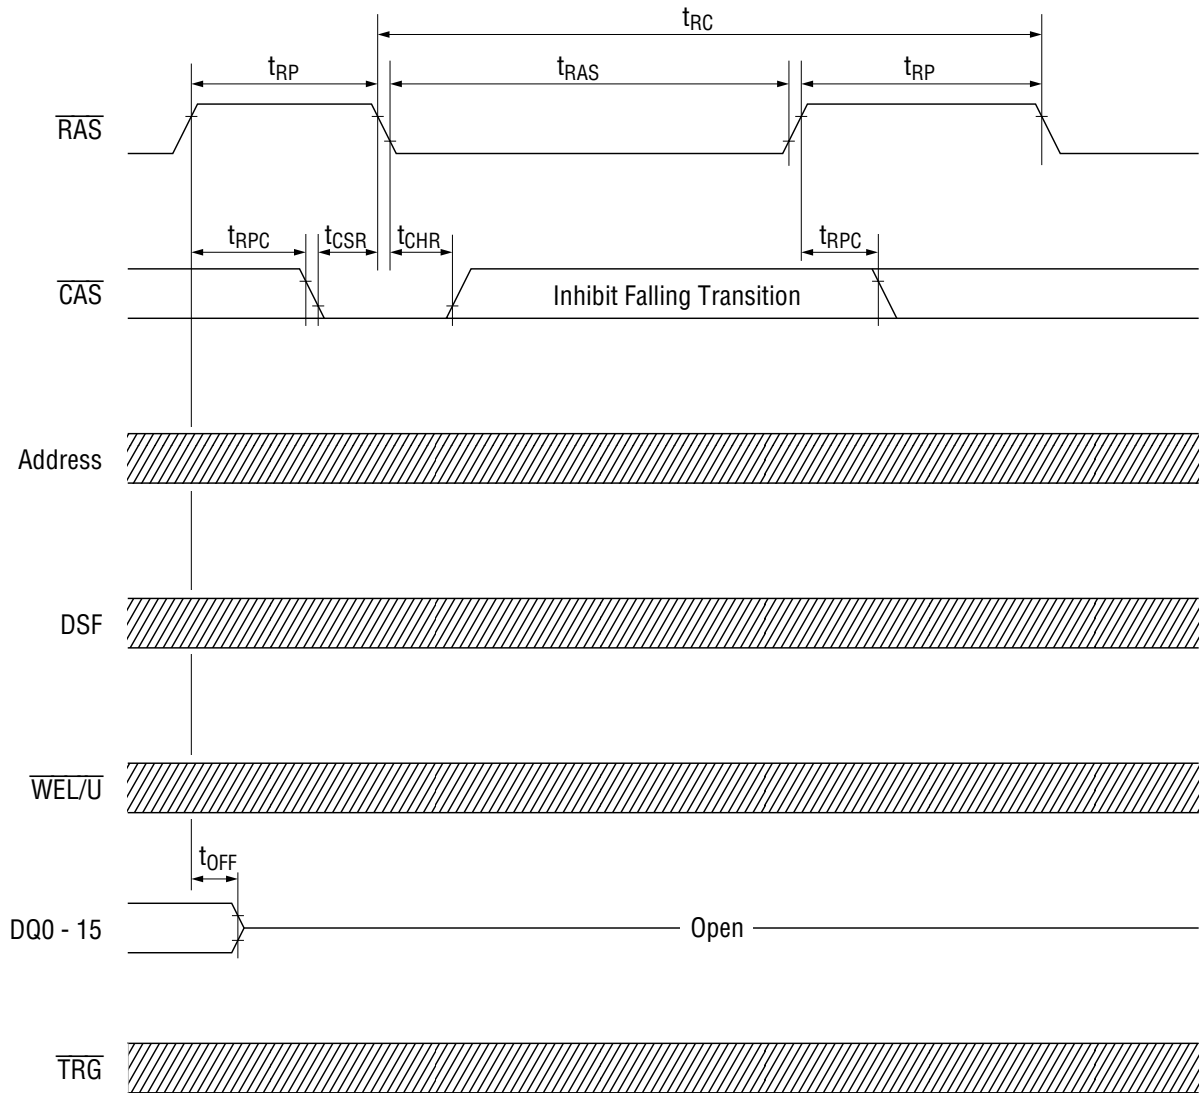 tRC
tRP tRAS tRP
RAS
tRPC tCSR tCHR tRPC
CAS Inhibit Falling Transition
Address
DSF
WEL/U
tOFF
DQ0 - 15 Open
TRG